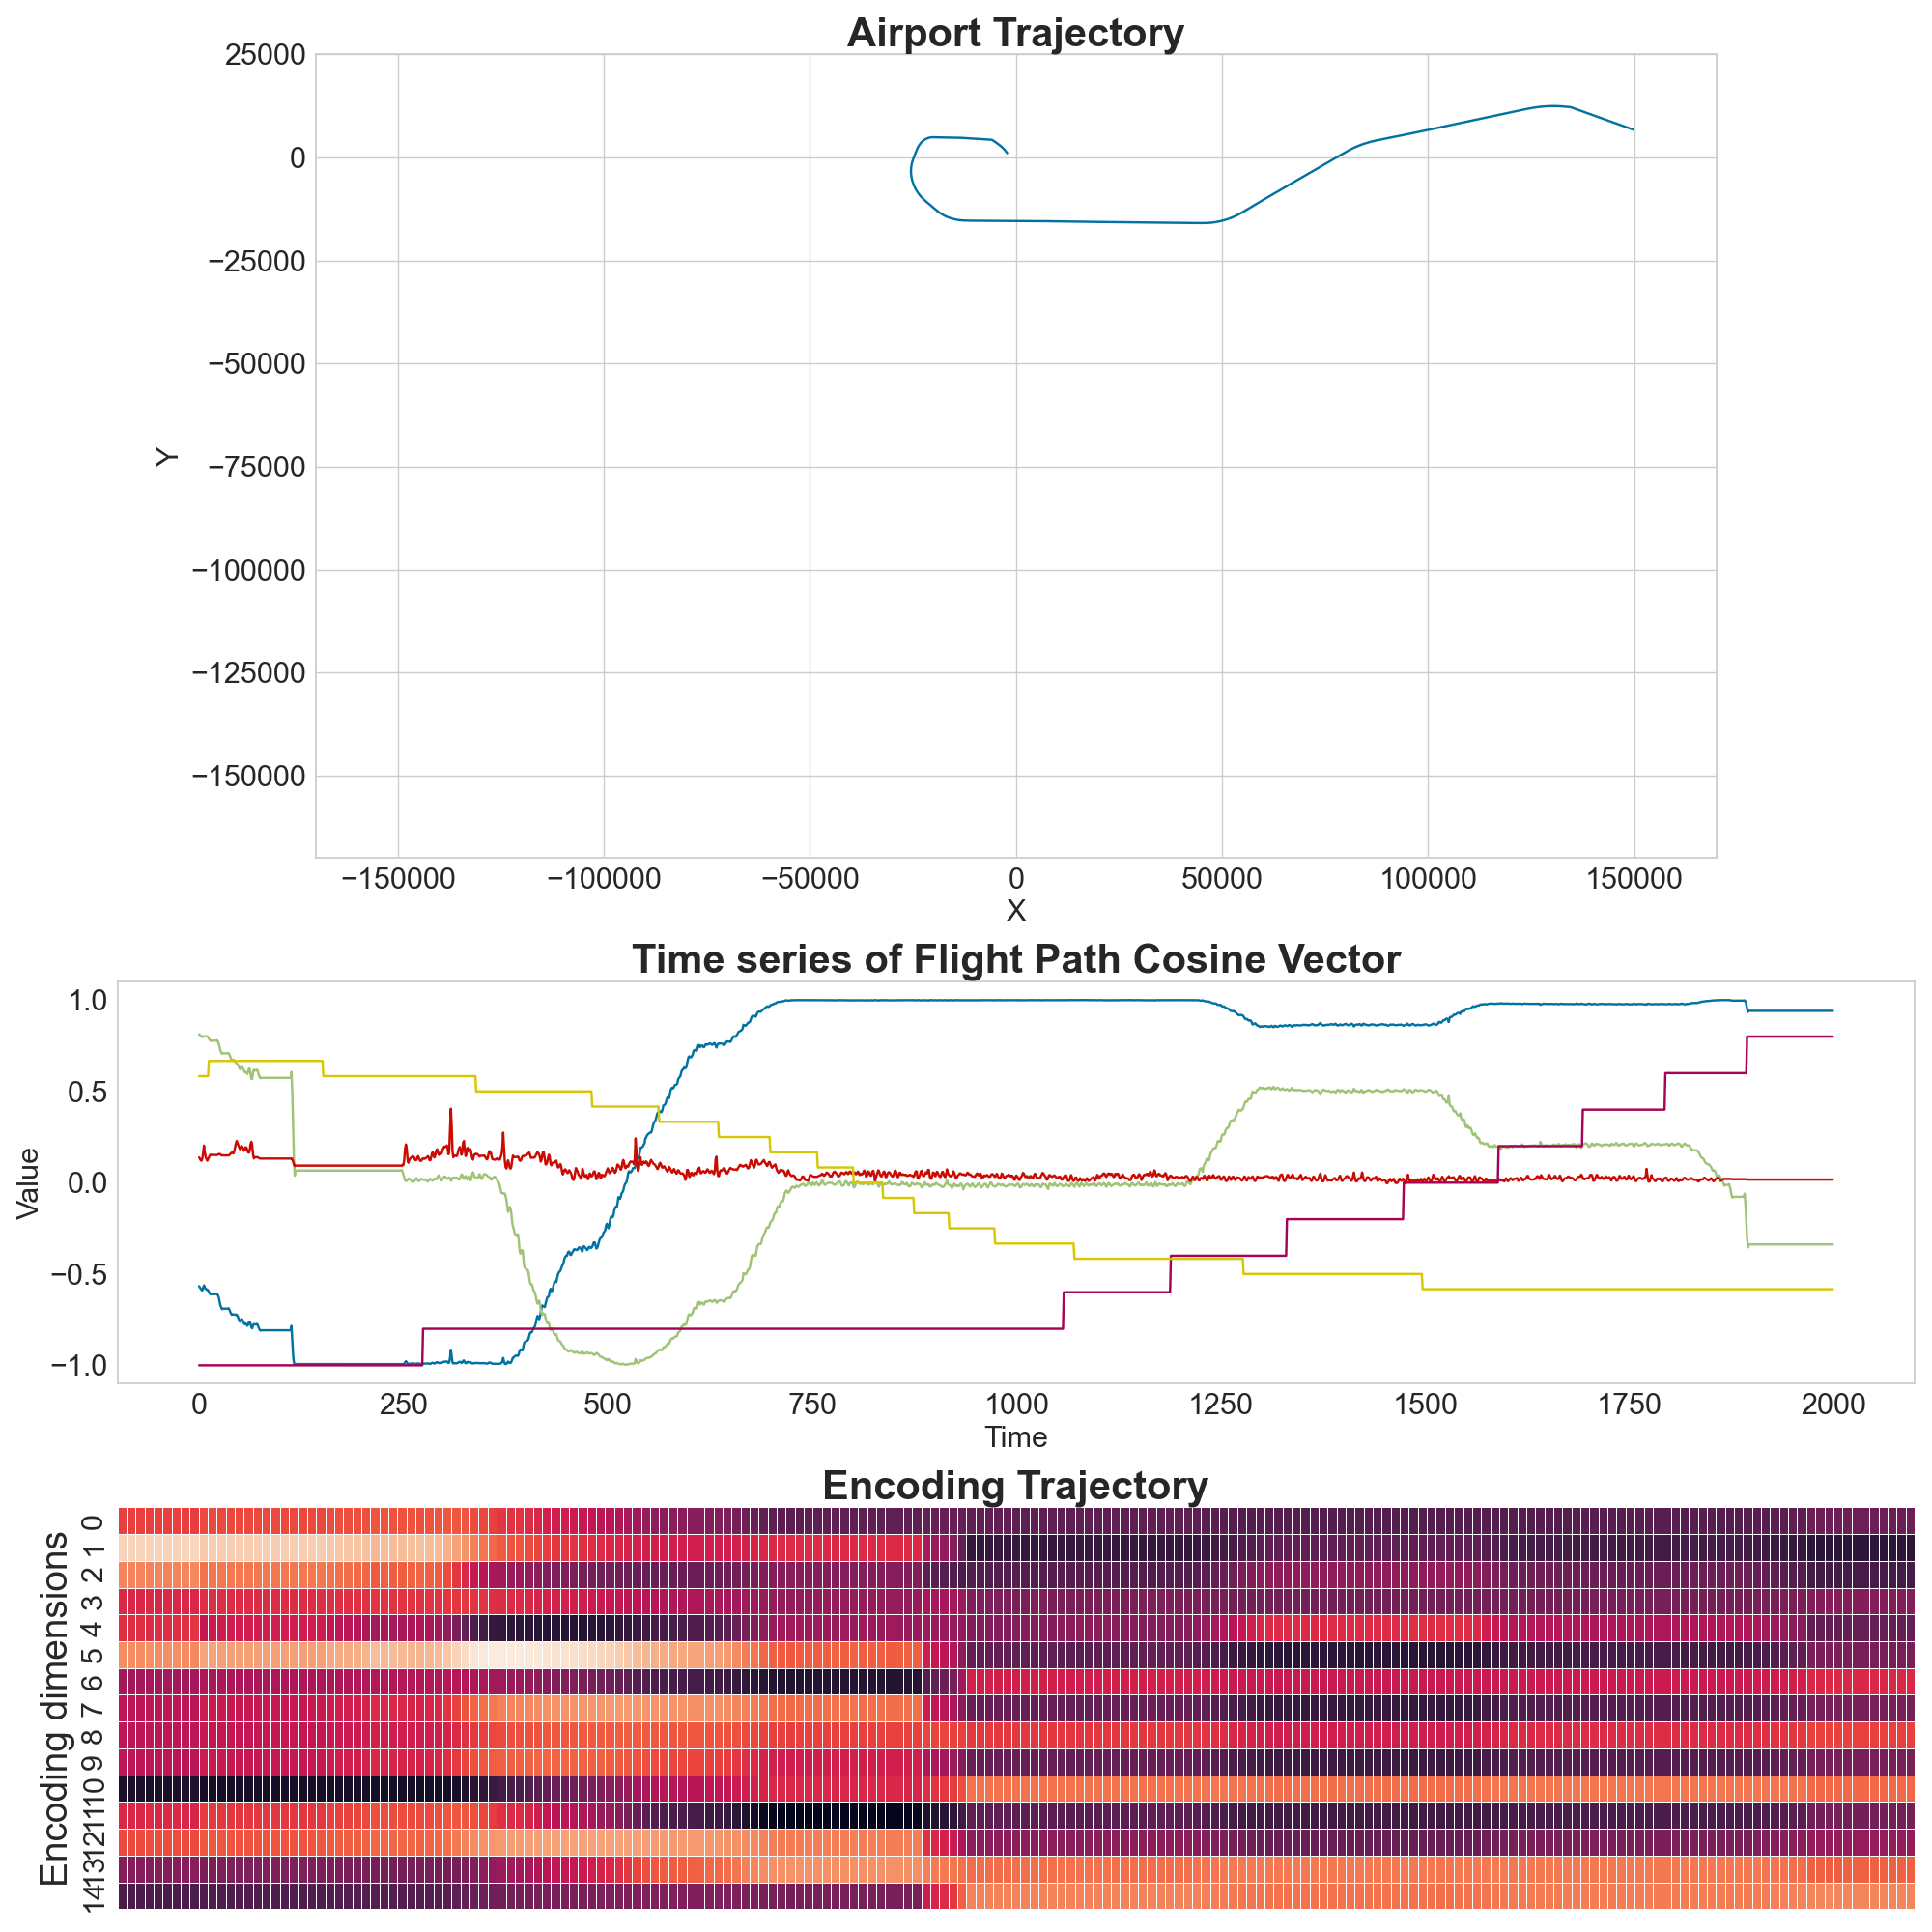 Airport Trajectory
25000
0
−25000
−50000
−75000
−100000
−125000
−150000
Y
−150000 −100000 −50000 0 50000 100000 150000
X
Time series of Flight Path Cosine Vector
1.0
0.5
0.0
−0.5
−1.0
Value
0 250 500 750 1000 1250 1500 1750 2000
Time
Encoding Trajectory
Encoding dimensions
0
1
2
3
4
5
6
7
8
9
10
11
12
13
14